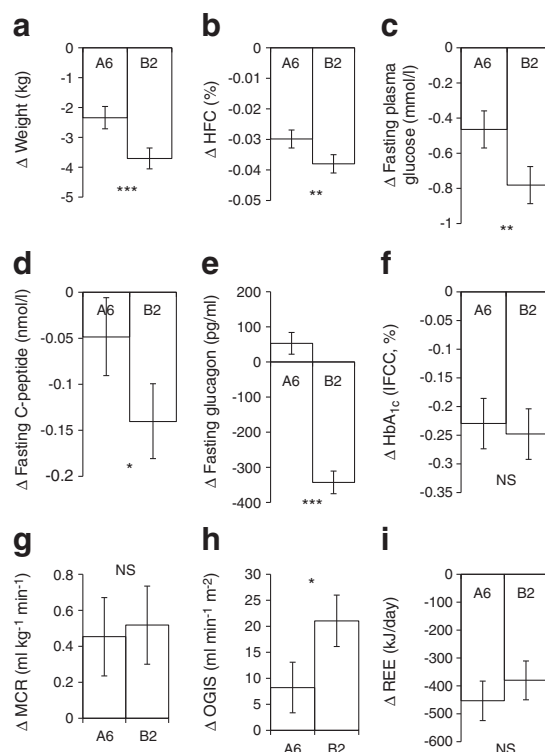 a
0
-1
-2
-3
-4
-5
Δ Weight (kg)
A6
B2
***
b
0
-0.01
-0.02
-0.03
-0.04
-0.05
Δ HFC (%)
A6
B2
**
c
0
-0.2
-0.4
-0.6
-0.8
-1
Δ Fasting plasma
glucose (mmol/l)
A6
B2
**
d
0
-0.05
-0.1
-0.15
-0.2
Δ Fasting C-peptide (nmol/l)
A6
B2
*
e
200
100
0
-100
-200
-300
-400
Δ Fasting glucagon (pg/ml)
A6
B2
***
f
0
-0.05
-0.1
-0.15
-0.2
-0.25
-0.3
-0.35
Δ HbA1c (IFCC, %)
A6
B2
NS
g
0.8
0.6
0.4
0.2
0
Δ MCR (ml kg⁻¹ min⁻¹)
NS
A6
B2
h
30
25
20
15
10
5
0
Δ OGIS (ml min⁻¹ m⁻²)
*
A6
B2
i
0
-100
-200
-300
-400
-500
-600
Δ REE (kJ/day)
A6
B2
NS